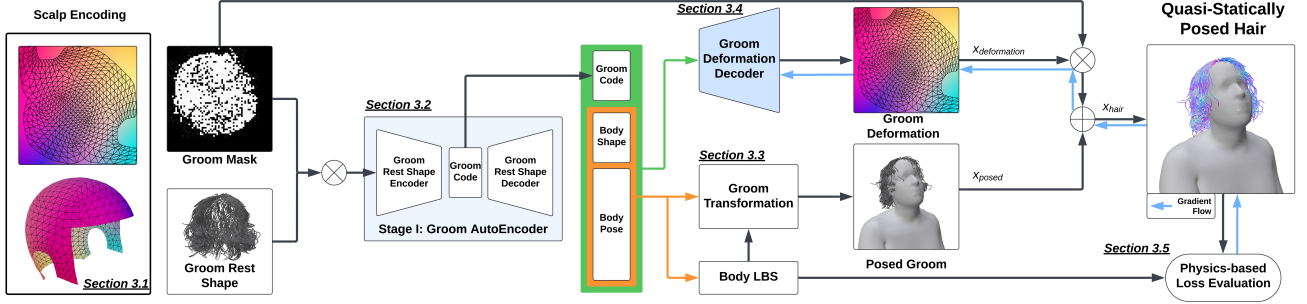 Scalp Encoding
Section 3.1
Groom Mask
Groom Rest
Shape
Section 3.2
Groom
Rest Shape
Encoder
Groom
Code
Groom
Rest Shape
Decoder
Stage I: Groom AutoEncoder
Groom
Code
Body
Shape
Body
Pose
Section 3.4
Groom
Deformation
Decoder
Groom
Deformation
Section 3.3
Groom
Transformation
Body LBS
Posed Groom
x_deformation
x_posed
x_hair
Quasi-Statically
Posed Hair
Gradient
Flow
Section 3.5
Physics-based
Loss Evaluation